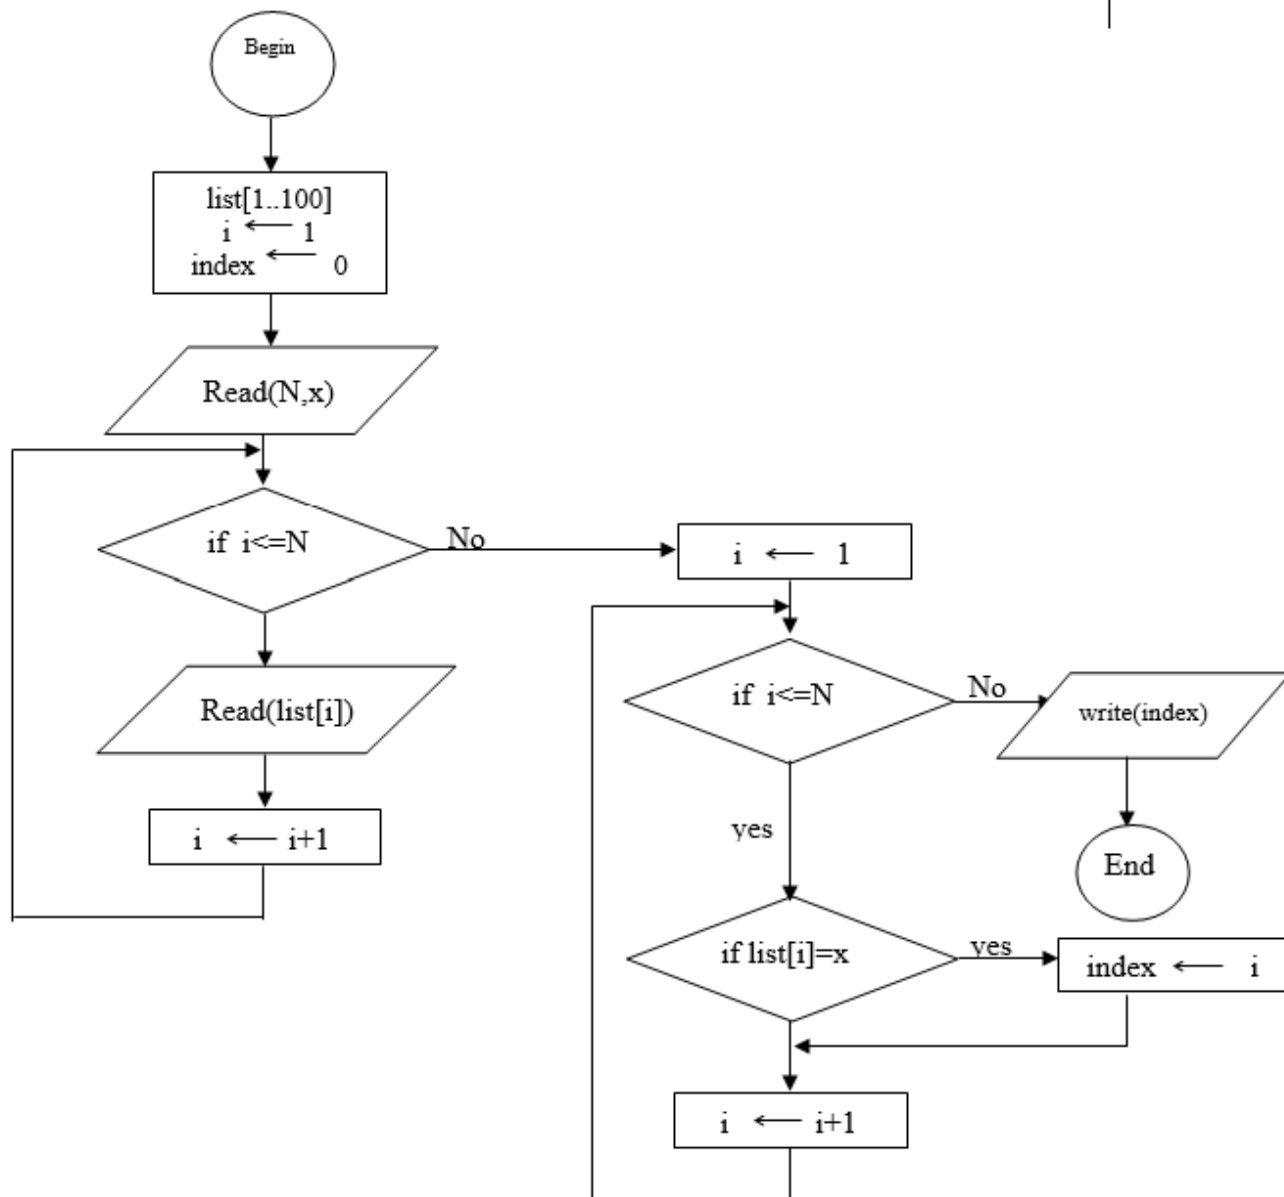 Begin
list[1..100]
i ← 1
index ← 0
Read(N,x)
if i<=N
No
Read(list[i])
i ← i+1
i ← 1
if i<=N
No
write(index)
End
yes
if list[i]=x
yes
index ← i
i ← i+1